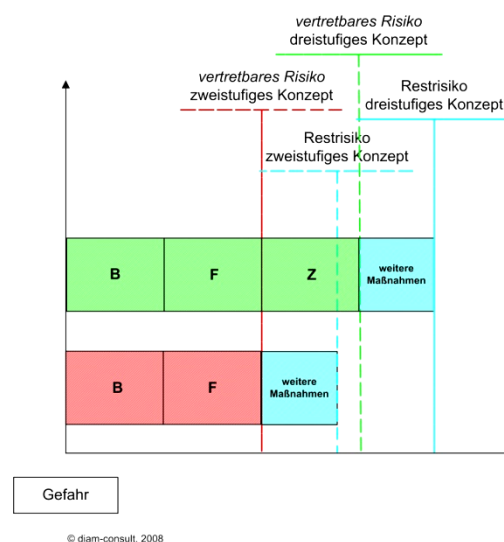 vertretbares Risiko
dreistufiges Konzept
vertretbares Risiko
zweistufiges Konzept
Restrisiko
dreistufiges Konzept
Restrisiko
zweistufiges Konzept
B
F
Z
weitere
Maßnahmen
B
F
weitere
Maßnahmen
Gefahr
© diam-consult, 2008